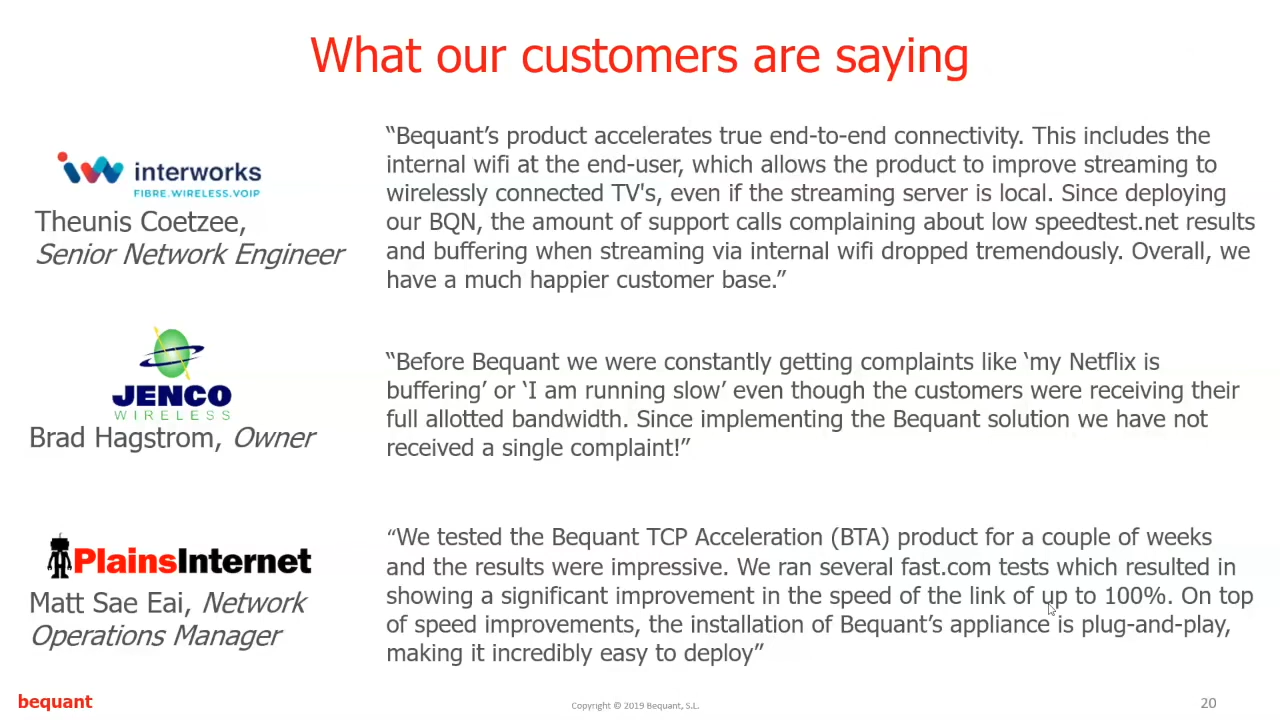 What our customers are saying
interworks
FIBRE.WIRELESS.VOIP
Theunis Coetzee,
Senior Network Engineer
“Bequant’s product accelerates true end-to-end connectivity. This includes the
internal wifi at the end-user, which allows the product to improve streaming to
wirelessly connected TV's, even if the streaming server is local. Since deploying
our BQN, the amount of support calls complaining about low speedtest.net results
and buffering when streaming via internal wifi dropped tremendously. Overall, we
have a much happier customer base.”
JENCO
WIRELESS
Brad Hagstrom, Owner
“Before Bequant we were constantly getting complaints like ‘my Netflix is
buffering’ or ‘I am running slow’ even though the customers were receiving their
full allotted bandwidth. Since implementing the Bequant solution we have not
received a single complaint!”
PlainsInternet
Matt Sae Eai, Network
Operations Manager
“We tested the Bequant TCP Acceleration (BTA) product for a couple of weeks
and the results were impressive. We ran several fast.com tests which resulted in
showing a significant improvement in the speed of the link of up to 100%. On top
of speed improvements, the installation of Bequant’s appliance is plug-and-play,
making it incredibly easy to deploy”
bequant
Copyright © 2019 Bequant, S.L.
20